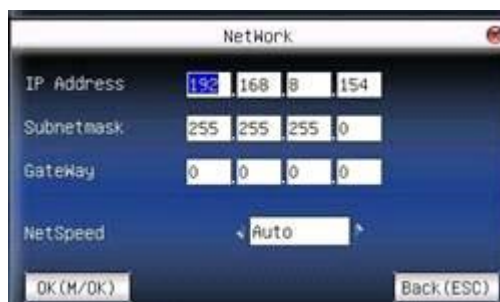 NetWork
IP Address 192 168 8 154
Subnetmask 255 255 255 0
GateWay 0 0 0 0
NetSpeed Auto
OK(M/OK) Back(ESC)